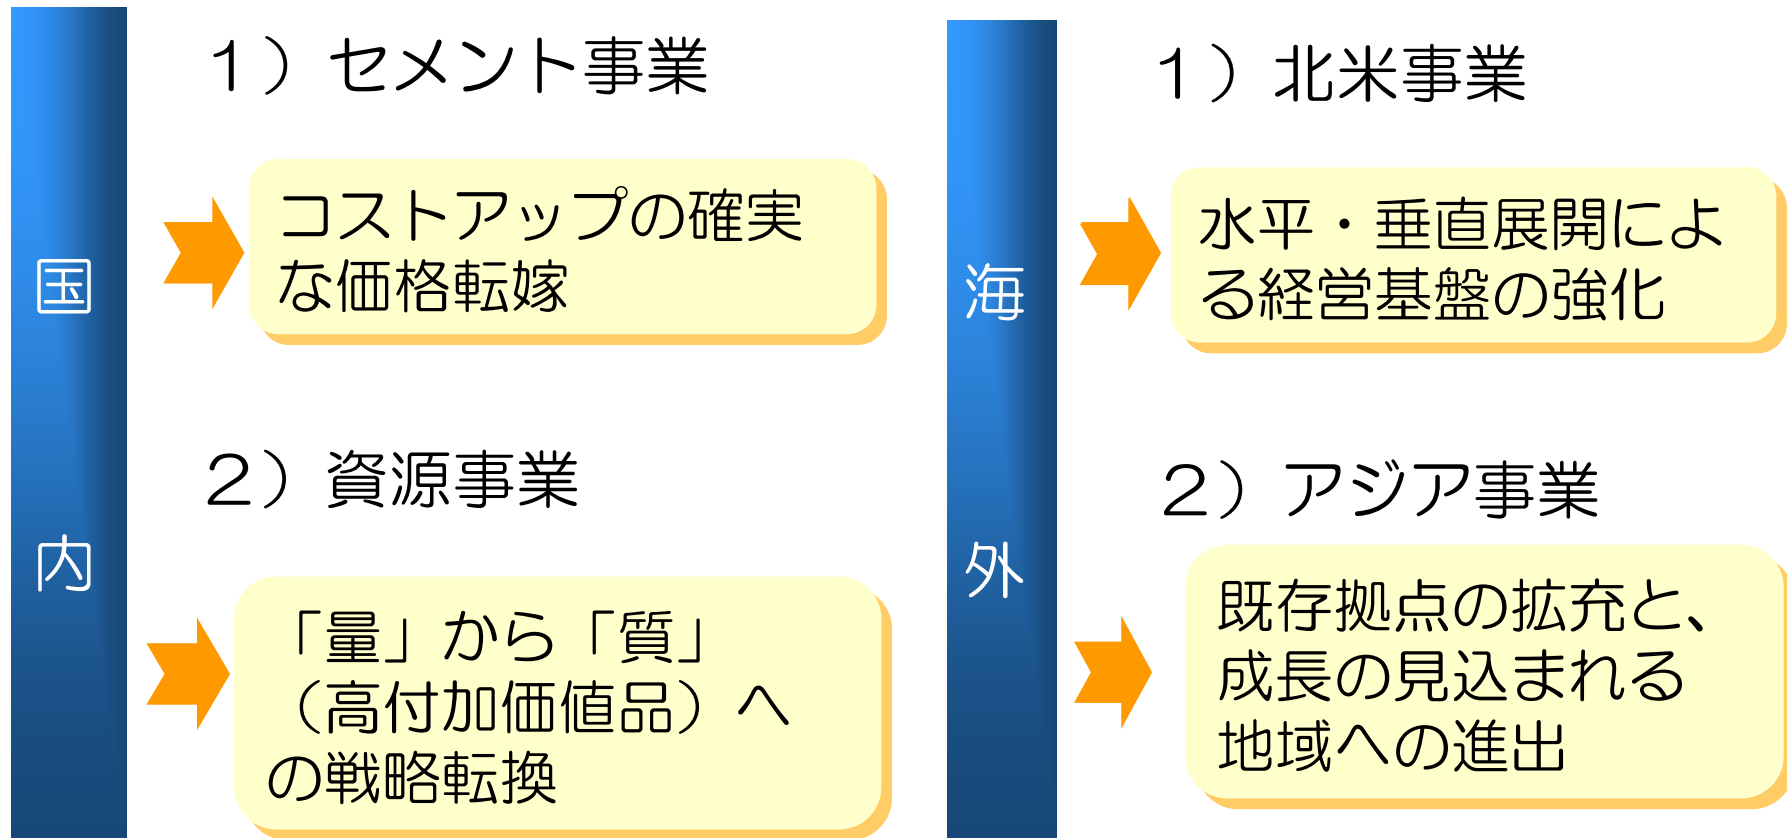 国内
１）セメント事業
コストアップの確実
な価格転嫁
２）資源事業
「量」から「質」
（高付加価値品）へ
の戦略転換
海外
１）北米事業
水平・垂直展開によ
る経営基盤の強化
２）アジア事業
既存拠点の拡充と、
成長の見込まれる
地域への進出